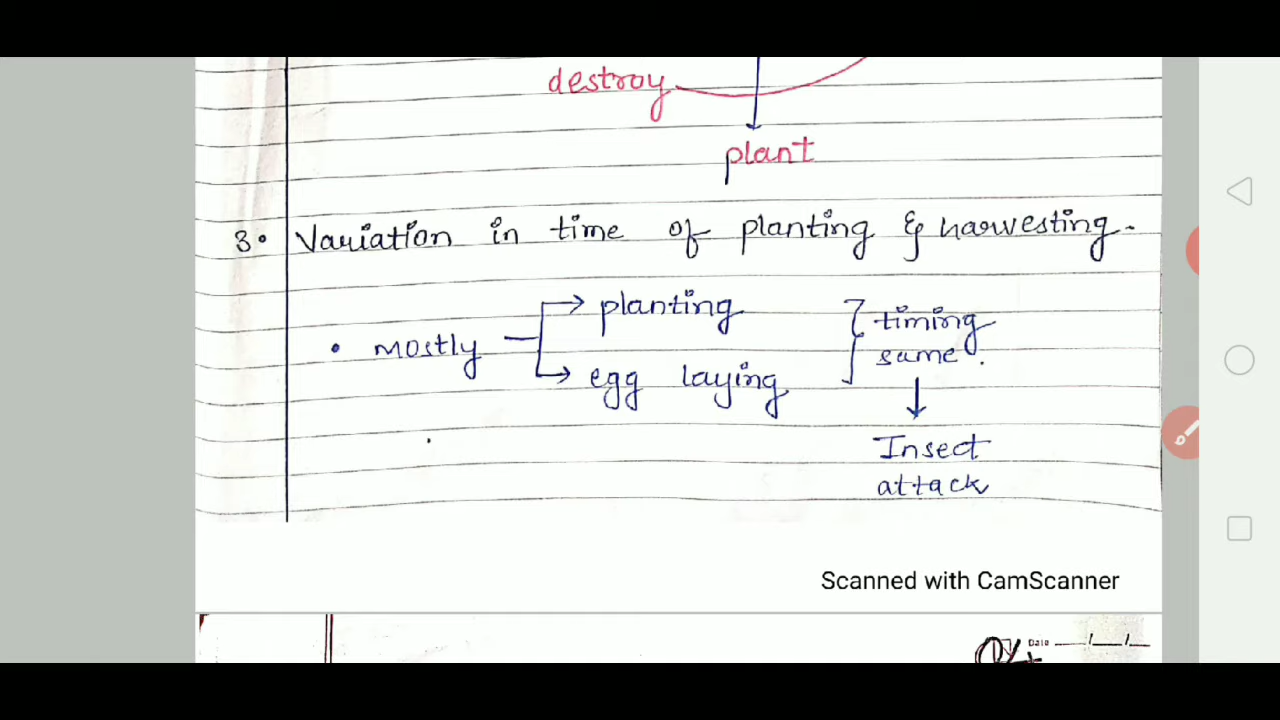 destroy
plant
3. Variation in time of planting & harvesting.
• mostly planting timing
same.
egg laying
Insect
attack
Scanned with CamScanner
Date